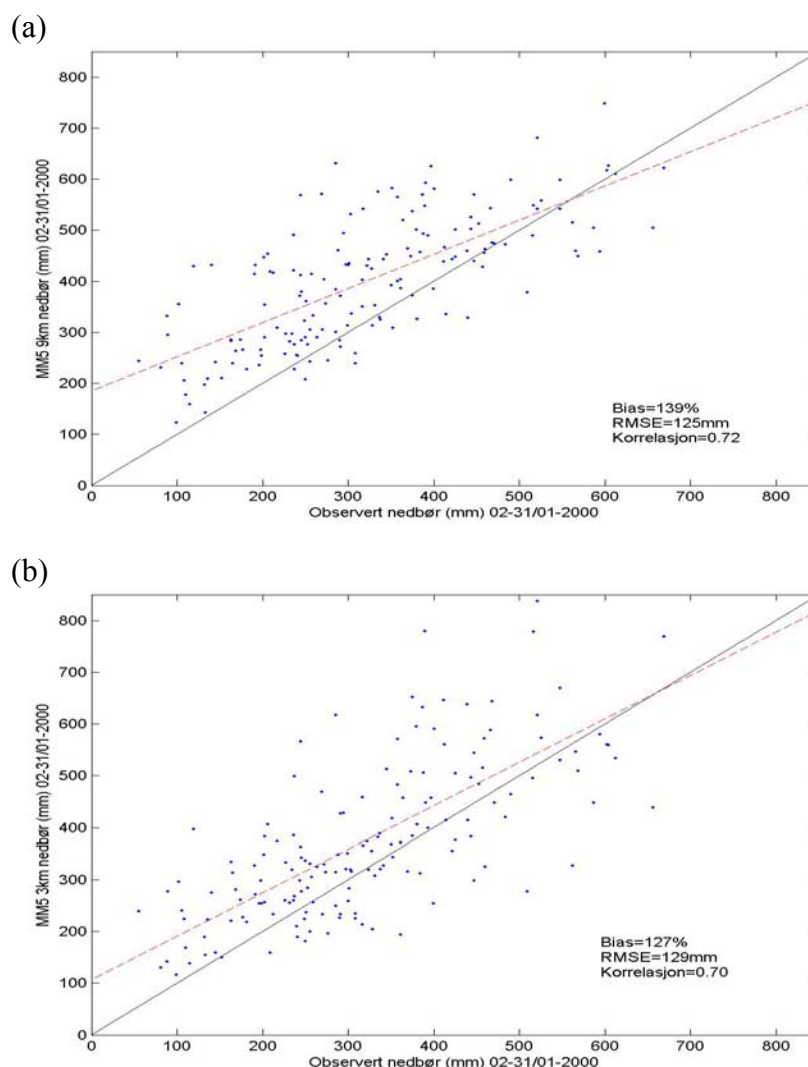 (a)
800
700
600
500
400
300
200
100
0
MM5 9km nedbør (mm) 02-31/01-2000
Bias=139%
RMSE=125mm
Korrelasjon=0.72
0 100 200 300 400 500 600 700 800
Observert nedbør (mm) 02-31/01-2000
(b)
800
700
600
500
400
300
200
100
0
MM5 3km nedbør (mm) 02-31/01-2000
Bias=127%
RMSE=129mm
Korrelasjon=0.70
0 100 200 300 400 500 600 700 800
Observert nedbør (mm) 02-31/01-2000